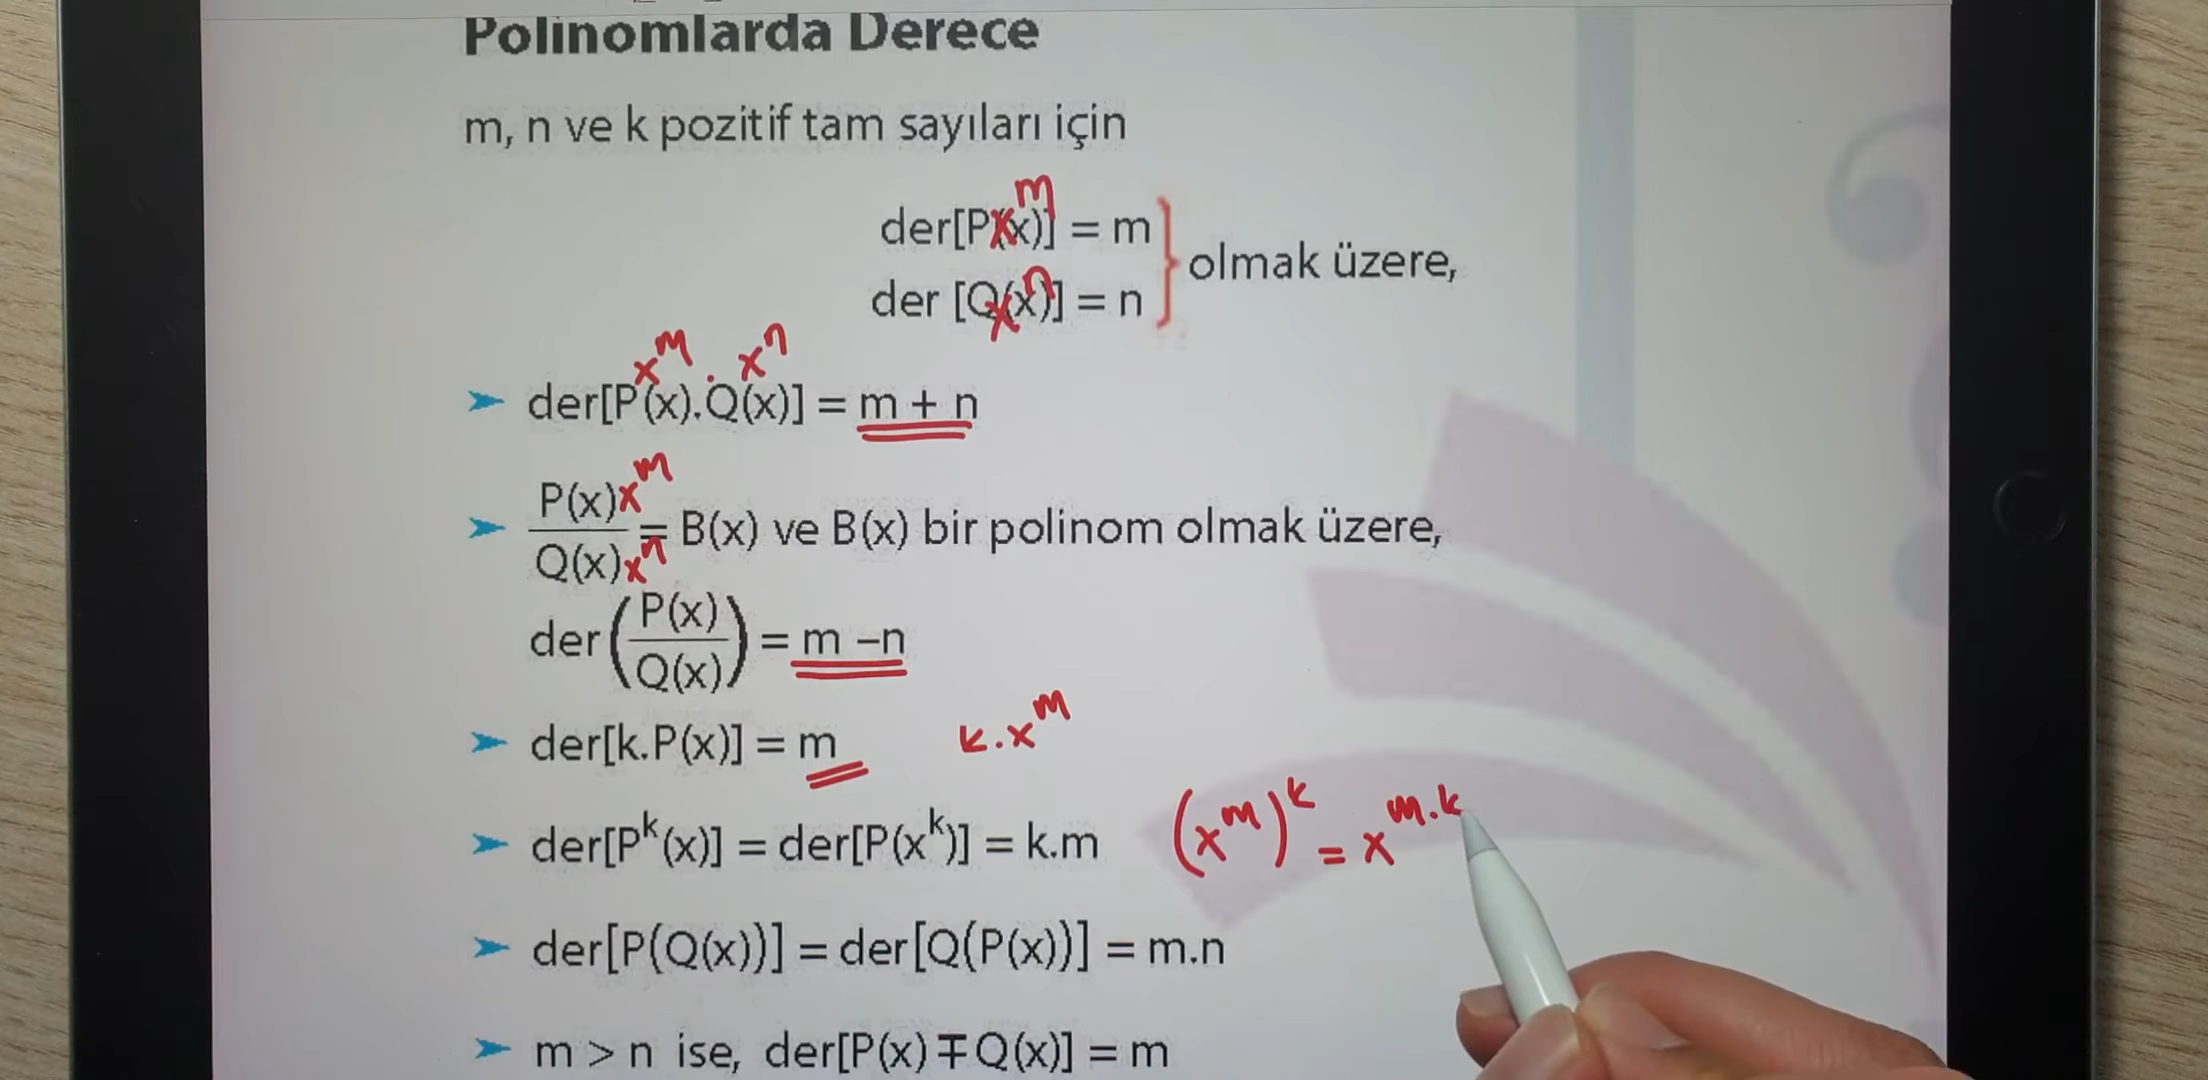 Polinomlarda Derece
m, n ve k pozitif tam sayıları için
der[P(x)] = m
x^m
olmak üzere,
der [Q(x)] = n
x^n
x^m . x^n
➤ der[P(x).Q(x)] = m + n
➤ P(x)/Q(x) = B(x) ve B(x) bir polinom olmak üzere,
x^m
x^n
der(P(x)/Q(x)) = m –n
➤ der[k.P(x)] = m
k.x^m
➤ der[P^k(x)] = der[P(x^k)] = k.m
(x^m)^k = x^m.k
➤ der[P(Q(x))] = der[Q(P(x))] = m.n
➤ m > n ise, der[P(x) ∓ Q(x)] = m